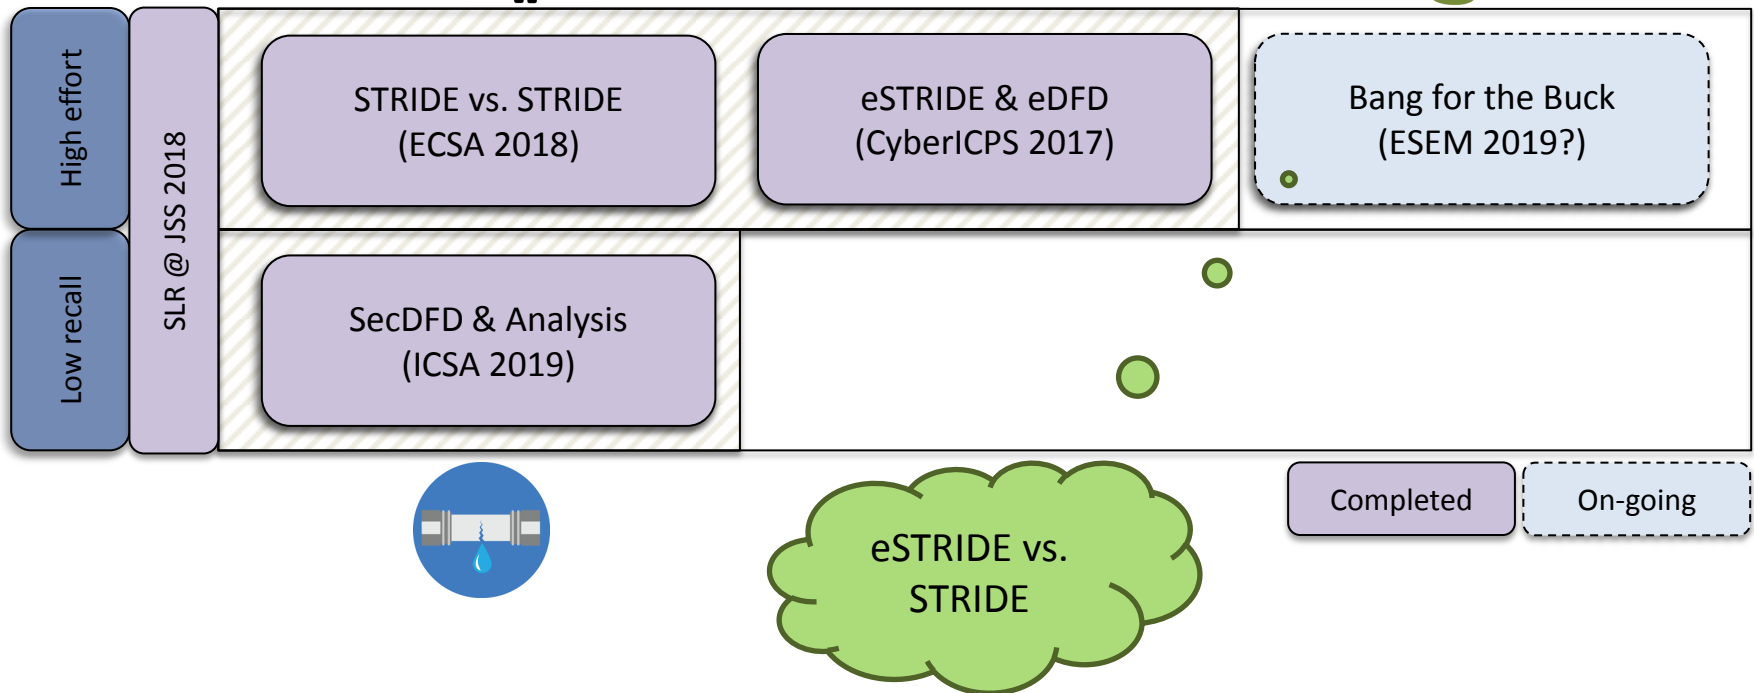 High effort
Low recall
SLR @ JSS 2018
STRIDE vs. STRIDE
(ECSA 2018)
eSTRIDE & eDFD
(CyberICPS 2017)
Bang for the Buck
(ESEM 2019?)
SecDFD & Analysis
(ICSA 2019)
eSTRIDE vs.
STRIDE
Completed
On-going